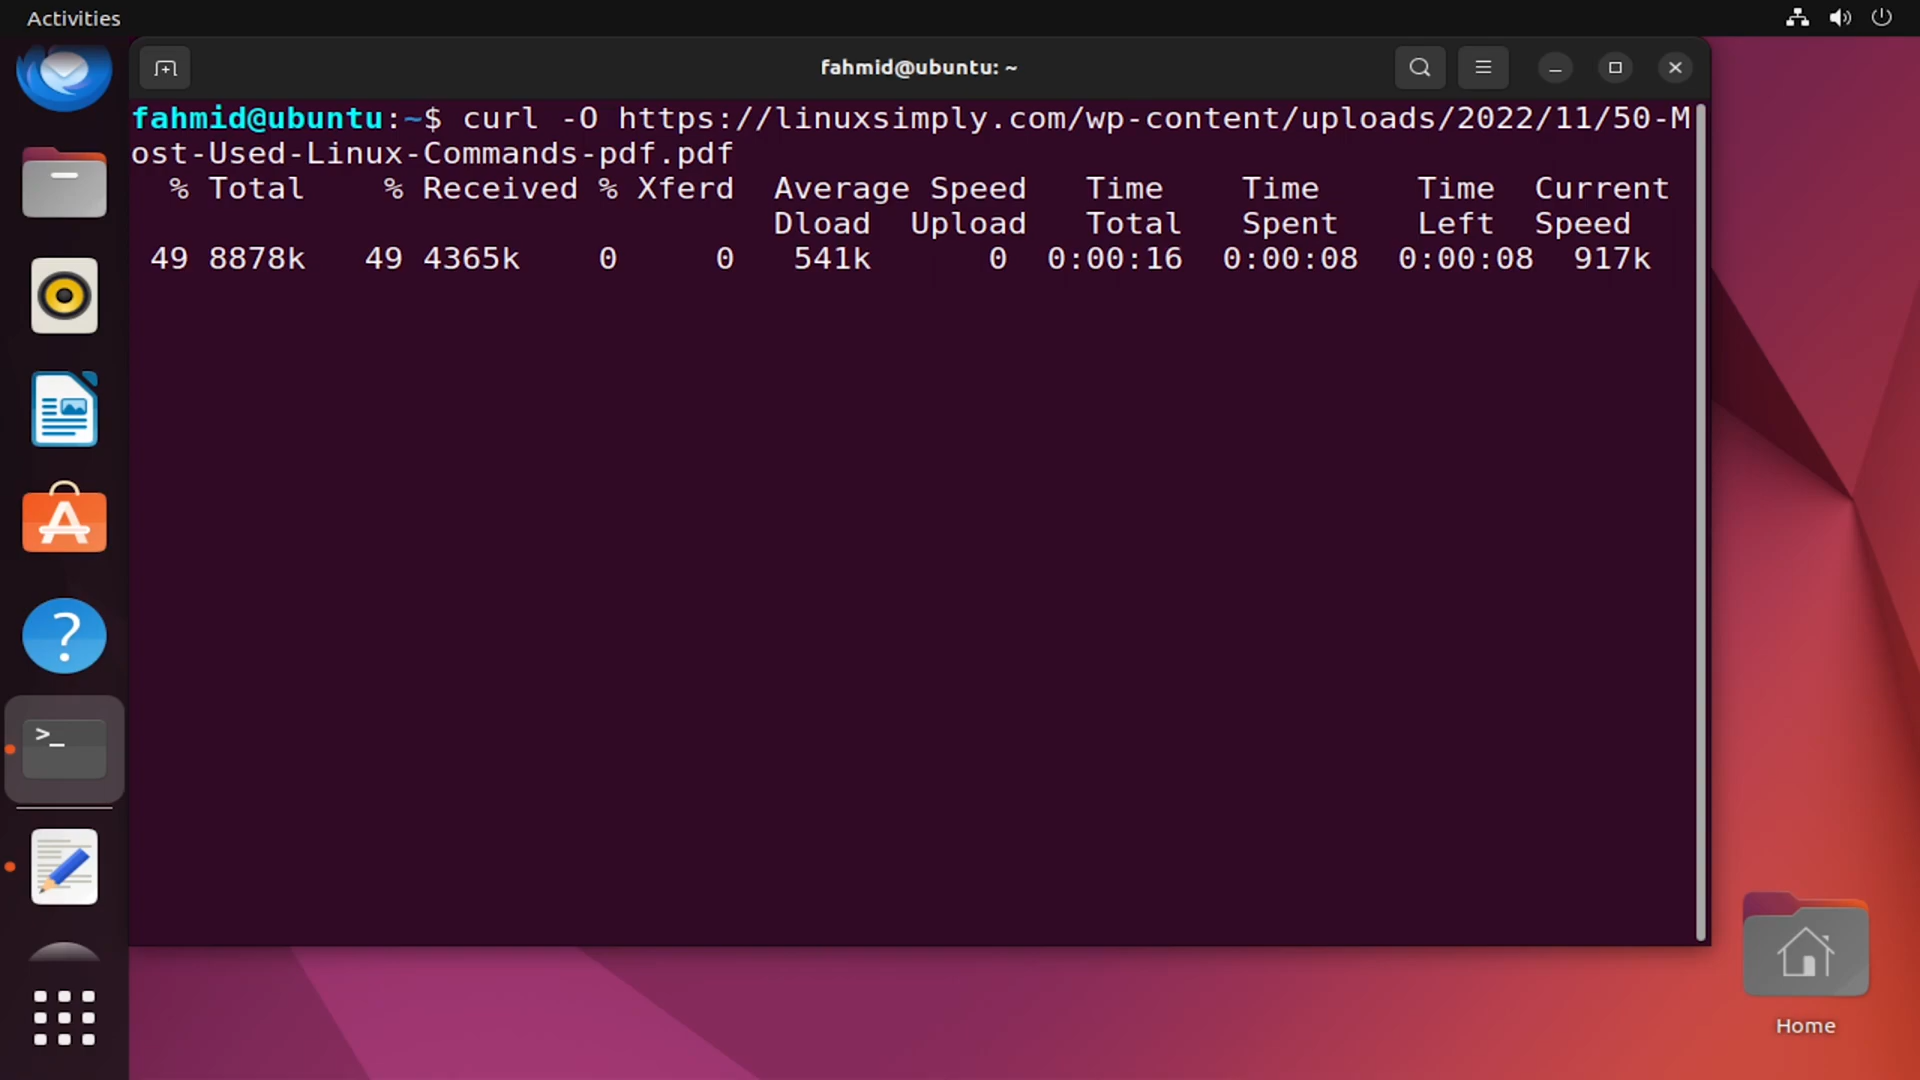 Activities
fahmid@ubuntu: ~
fahmid@ubuntu:~$ curl -O https://linuxsimply.com/wp-content/uploads/2022/11/50-M
ost-Used-Linux-Commands-pdf.pdf
% Total % Received % Xferd Average Speed Time Time Time Current
Dload Upload Total Spent Left Speed
49 8878k 49 4365k 0 0 541k 0 0:00:16 0:00:08 0:00:08 917k
>_
Home